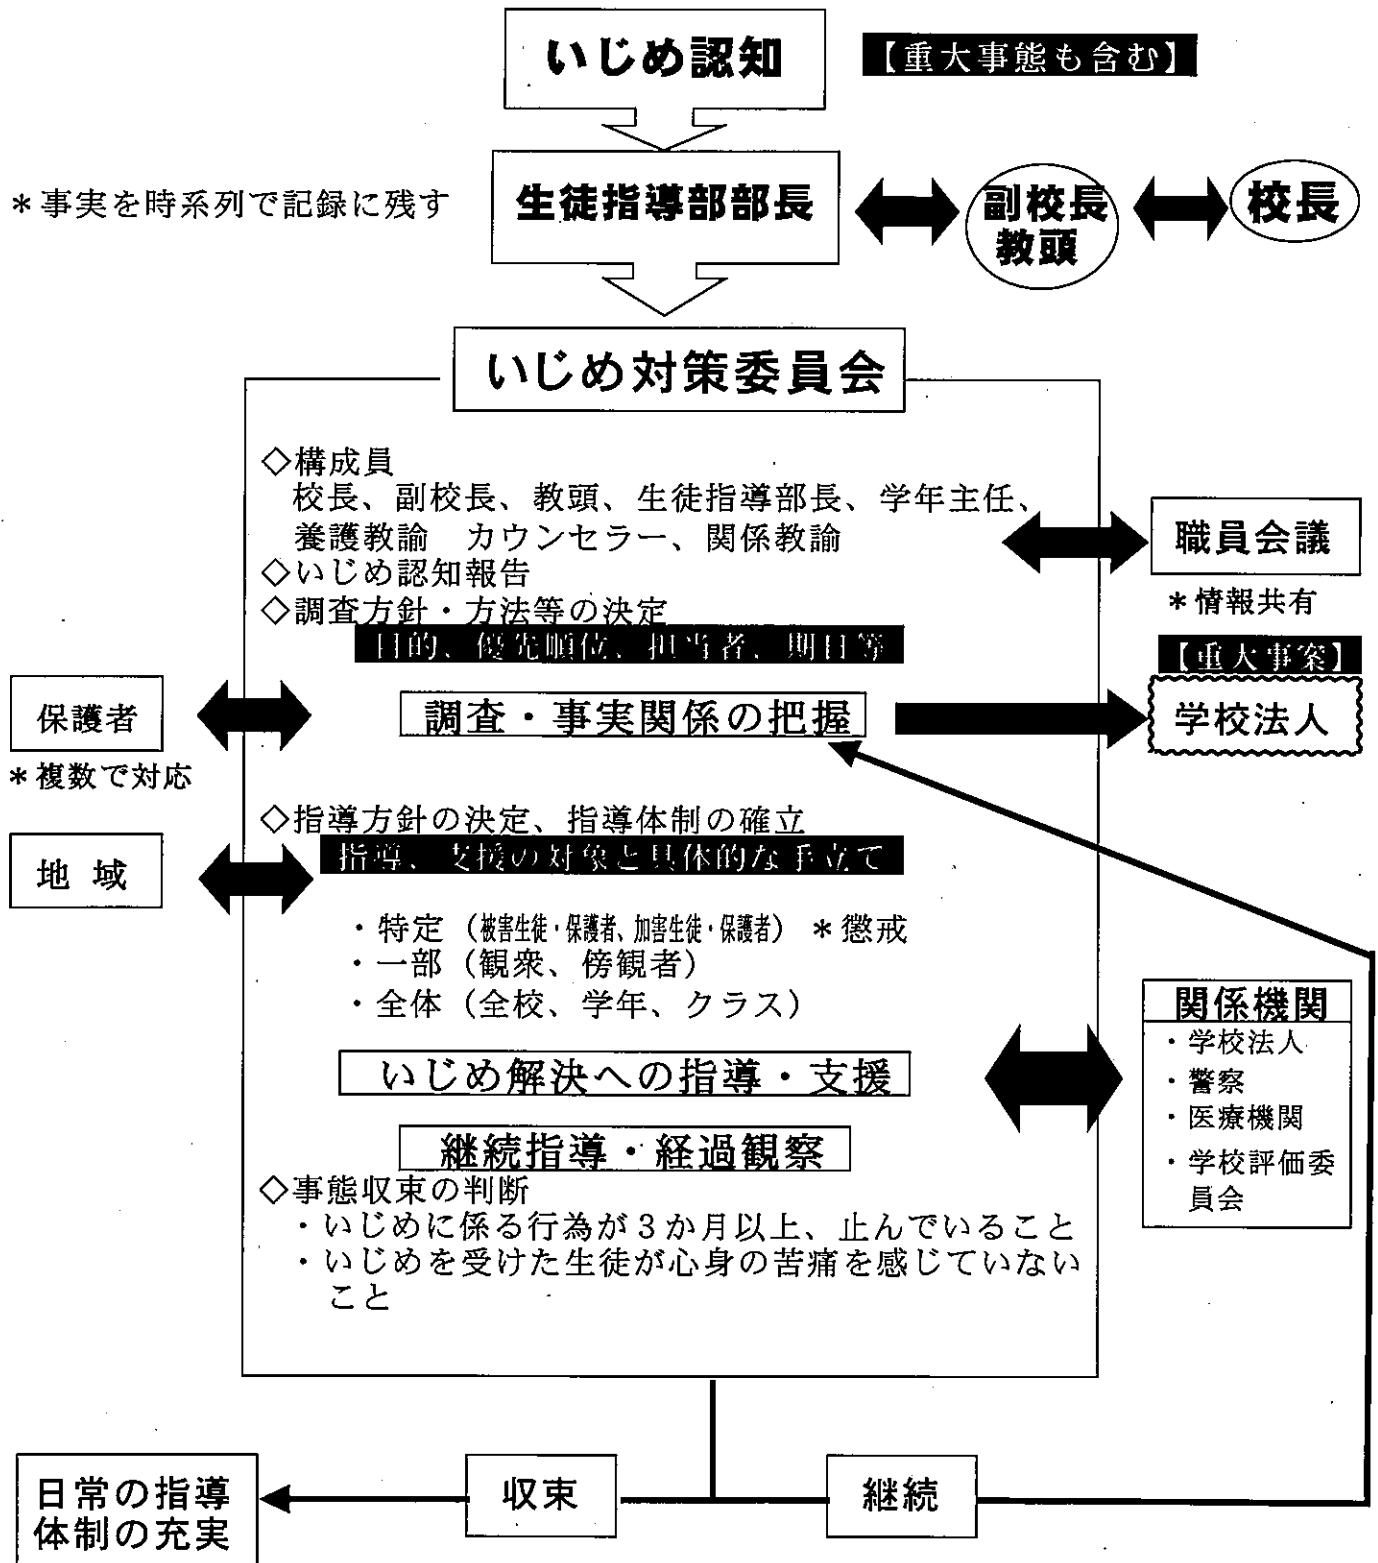 いじめ認知
【重大事態も含む】
＊事実を時系列で記録に残す
生徒指導部部長
副校長
教頭
校長
いじめ対策委員会
◇構成員
校長、副校長、教頭、生徒指導部長、学年主任、
養護教諭　カウンセラー、関係教諭
◇いじめ認知報告
◇調査方針・方法等の決定
目的、優先順位、担当者、期日等
職員会議
＊情報共有
【重大事案】
学校法人
保護者
＊複数で対応
調査・事実関係の把握
◇指導方針の決定、指導体制の確立
指導、支援の対象と具体的な手立て
地域
・特定（被害生徒・保護者、加害生徒・保護者）＊懲戒
・一部（観衆、傍観者）
・全体（全校、学年、クラス）
いじめ解決への指導・支援
継続指導・経過観察
関係機関
・学校法人
・警察
・医療機関
・学校評価委
員会
◇事態収束の判断
・いじめに係る行為が３か月以上、止んでいること
・いじめを受けた生徒が心身の苦痛を感じていない
こと
日常の指導
体制の充実
収束
継続